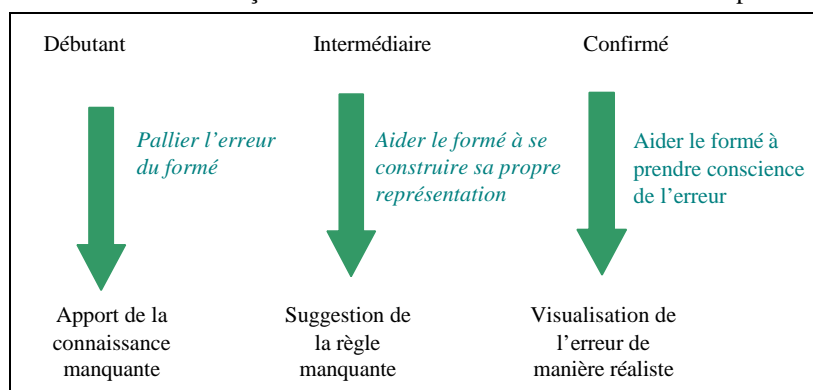 Débutant
Intermédiaire
Confirmé
Pallier l'erreur
du formé
Aider le formé à se
construire sa propre
représentation
Aider le formé à
prendre conscience
de l'erreur
Apport de la
connaissance
manquante
Suggestion de
la règle
manquante
Visualisation de
l'erreur de
manière réaliste